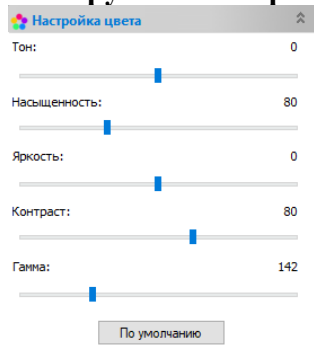 Настройка цвета
Тон: 0
Насыщенность: 80
Яркость: 0
Контраст: 80
Гамма: 142
По умолчанию